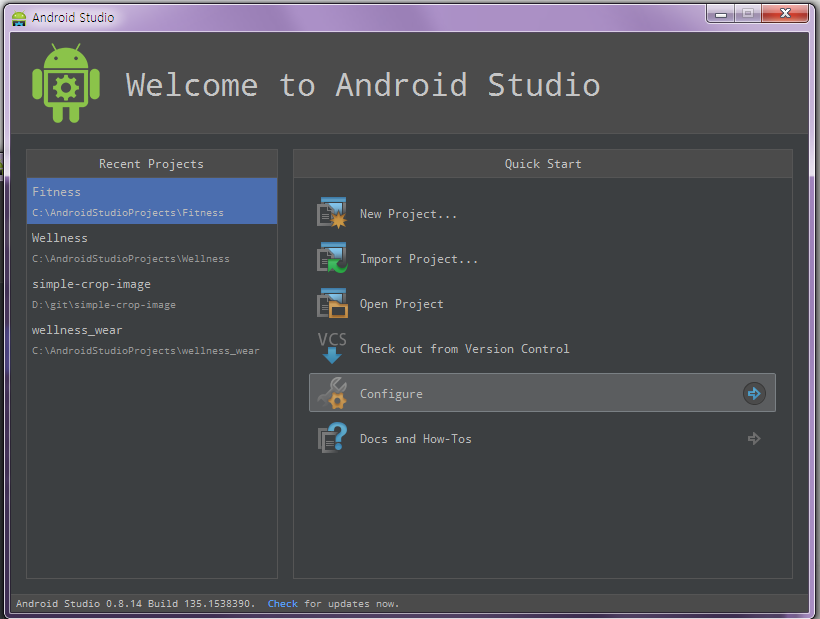 Android Studio
Welcome to Android Studio
Recent Projects
Fitness
C:\AndroidStudioProjects\Fitness
Wellness
C:\AndroidStudioProjects\Wellness
simple-crop-image
D:\git\simple-crop-image
wellness_wear
C:\AndroidStudioProjects\wellness_wear
Quick Start
New Project...
Import Project...
Open Project
VCS
Check out from Version Control
Configure
Docs and How-Tos
Android Studio 0.8.14 Build 135.1538390. Check for updates now.